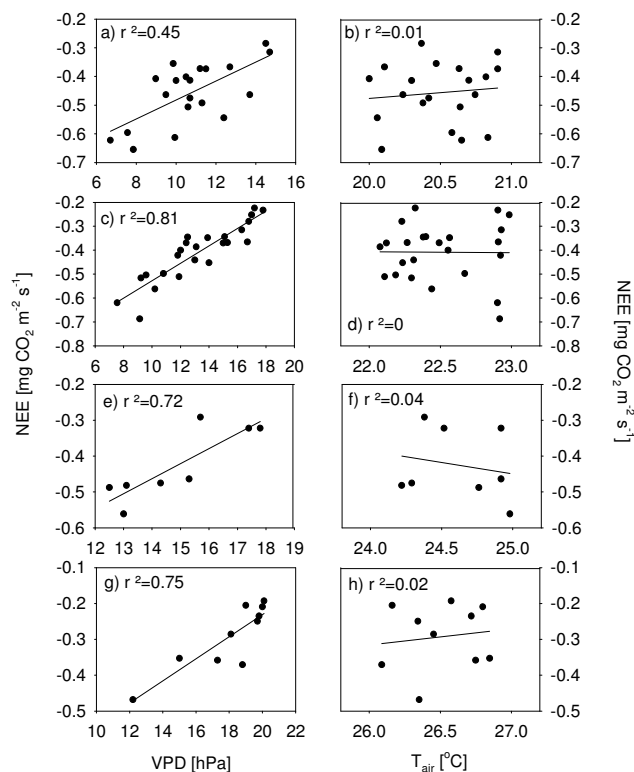 a) r ²=0.45
b) r ²=0.01
-0.2
-0.3
-0.4
-0.5
-0.6
-0.7
6 8 10 12 14 16
20.0 20.5 21.0
-0.2
-0.3
-0.4
-0.5
-0.6
-0.7
c) r ²=0.81
d) r ²=0
-0.2
-0.3
-0.4
-0.5
-0.6
-0.7
-0.8
6 8 10 12 14 16 18 20
22.0 22.5 23.0
-0.2
-0.3
-0.4
-0.5
-0.6
-0.7
-0.8
e) r ²=0.72
f) r ²=0.04
-0.2
-0.3
-0.4
-0.5
-0.6
12 13 14 15 16 17 18 19
24.0 24.5 25.0
-0.2
-0.3
-0.4
-0.5
-0.6
g) r ²=0.75
h) r ²=0.02
-0.1
-0.2
-0.3
-0.4
-0.5
10 12 14 16 18 20 22
26.0 26.5 27.0
-0.1
-0.2
-0.3
-0.4
-0.5
NEE [mg CO₂ m⁻² s⁻¹]
NEE [mg CO₂ m⁻² s⁻¹]
VPD [hPa]
T_air [°C]